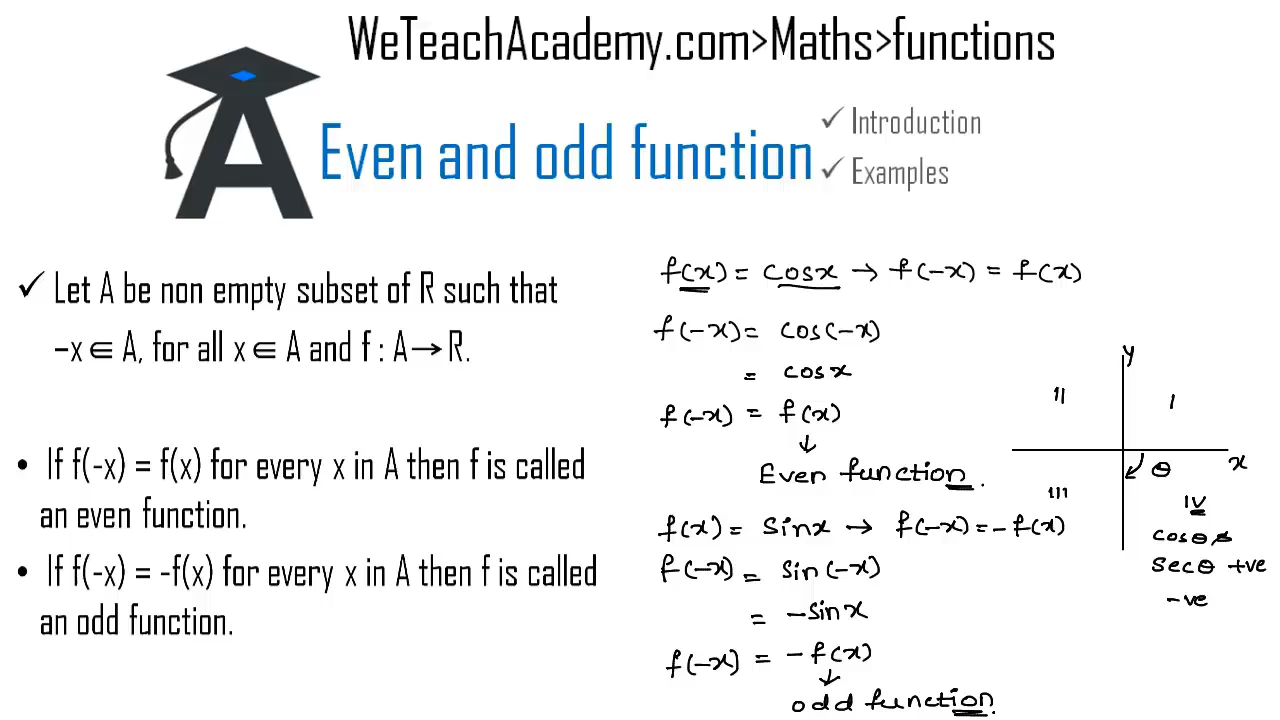 WeTeachAcademy.com>Maths>functions
Even and odd function
✓ Introduction
✓ Examples
✓ Let A be non empty subset of R such that
–x ∈ A, for all x ∈ A and f : A→ R.
• If f(-x) = f(x) for every x in A then f is called
an even function.
• If f(-x) = -f(x) for every x in A then f is called
an odd function.
f(x) = cosx → f(-x) = f(x)
f(-x) = cos(-x)
= cosx
f(-x) = f(x)
↓
Even function.
f(x) = sinx → f(-x) = -f(x)
f(-x) = sin(-x)
= -sinx
f(-x) = -f(x)
↓
odd function.
y
II
I
x
θ
III
IV
cosθ
secθ +ve
-ve